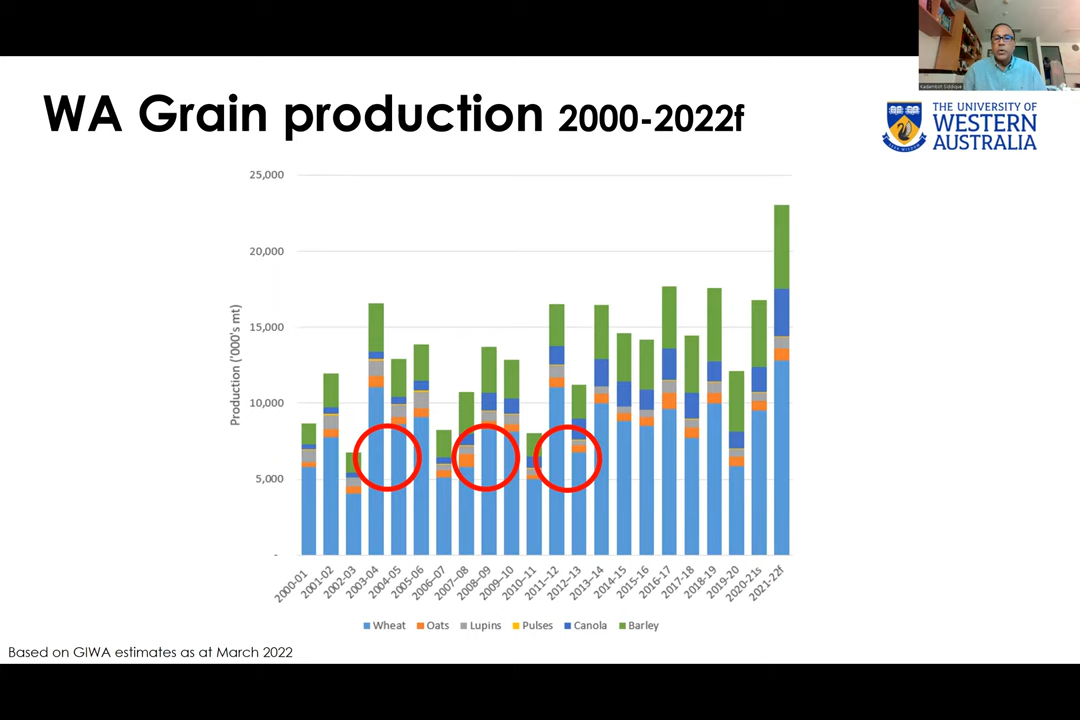 Kadambot Siddique
WA Grain production 2000-2022f
THE UNIVERSITY OF
WESTERN
AUSTRALIA
25,000
20,000
15,000
10,000
5,000
-
Production ('000's mt)
2000-01
2001-02
2002-03
2003-04
2004-05
2005-06
2006-07
2007-08
2008-09
2009-10
2010-11
2011-12
2012-13
2013-14
2014-15
2015-16
2016-17
2017-18
2018-19
2019-20
2020-21s
2021-22f
Wheat Oats Lupins Pulses Canola Barley
Based on GIWA estimates as at March 2022